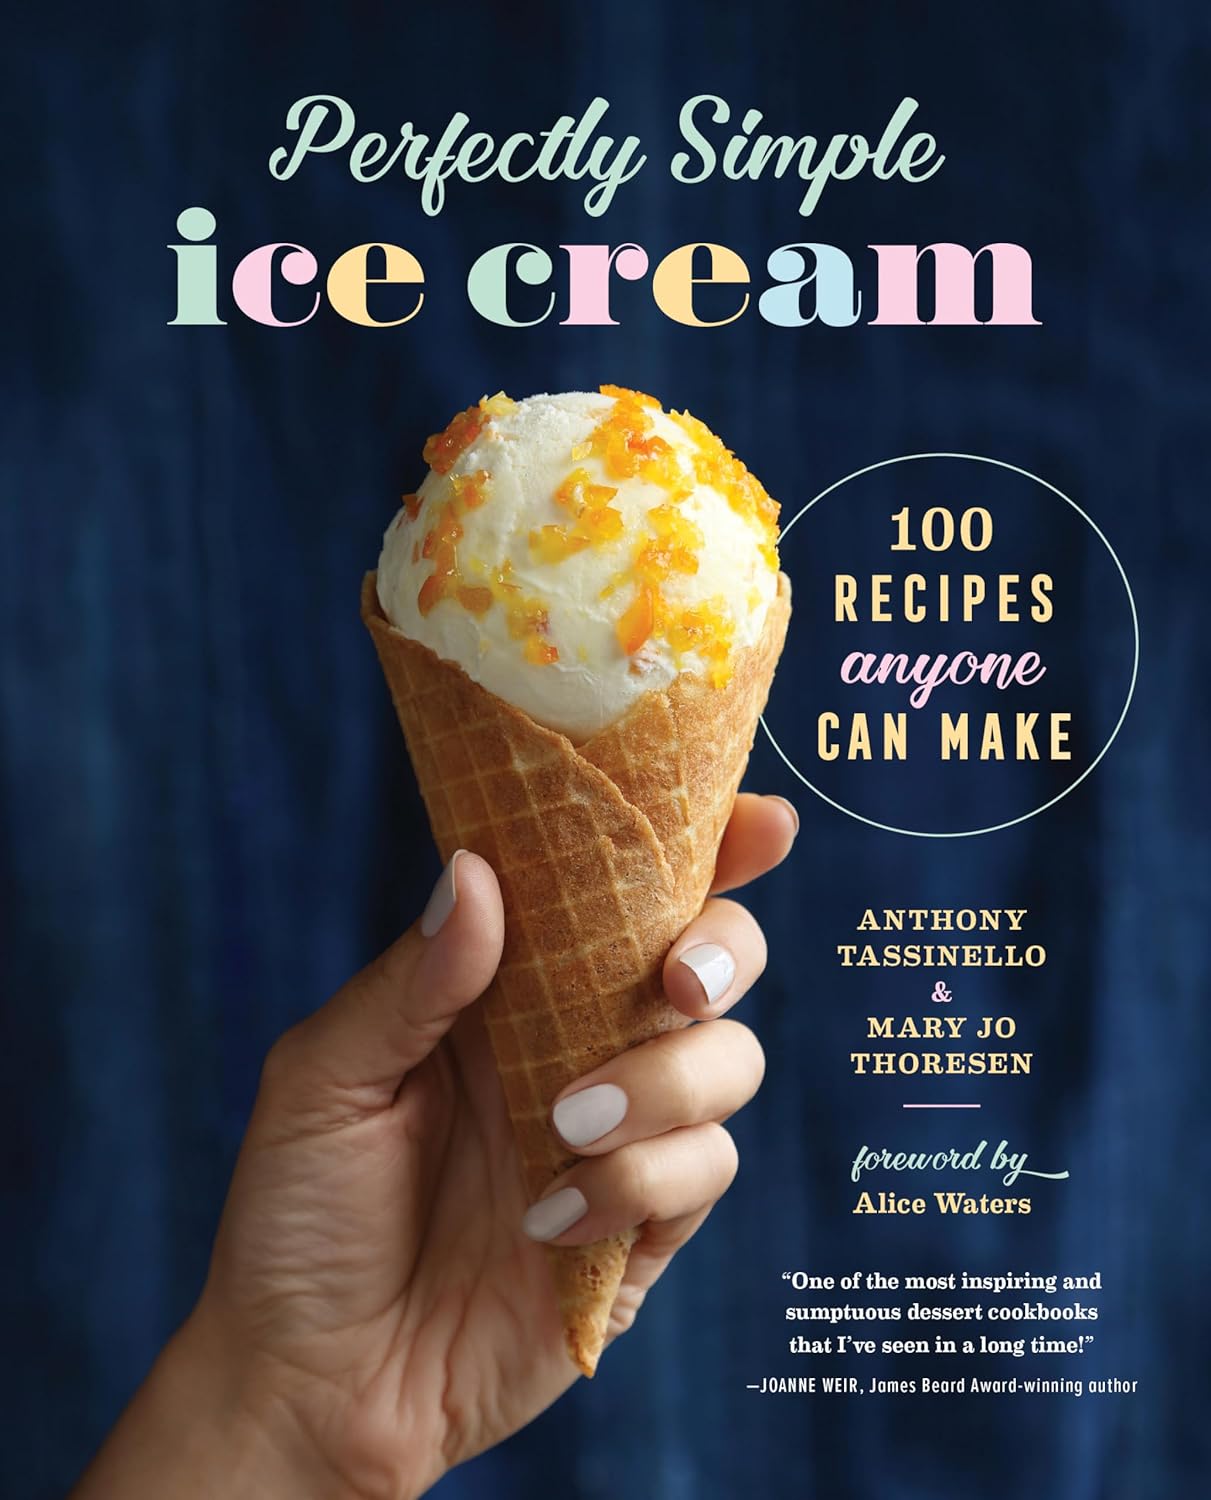 Perfectly Simple
ice cream
100
RECIPES
anyone
CAN MAKE
ANTHONY
TASSINELLO
&
MARY JO
THORESEN
foreword by
Alice Waters
“One of the most inspiring and
sumptuous dessert cookbooks
that I’ve seen in a long time!”
—JOANNE WEIR, James Beard Award-winning author